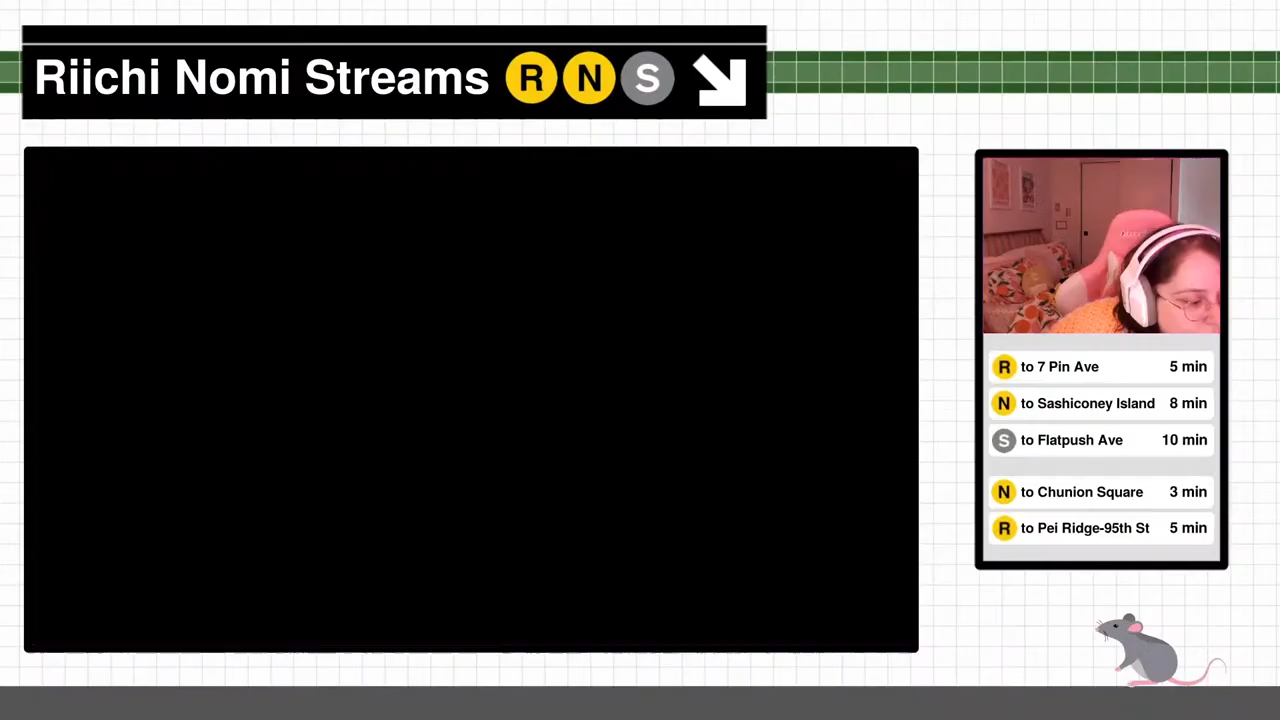 Riichi Nomi Streams R N S
R to 7 Pin Ave 5 min
N to Sashiconey Island 8 min
S to Flatpush Ave 10 min
N to Chunion Square 3 min
R to Pei Ridge-95th St 5 min